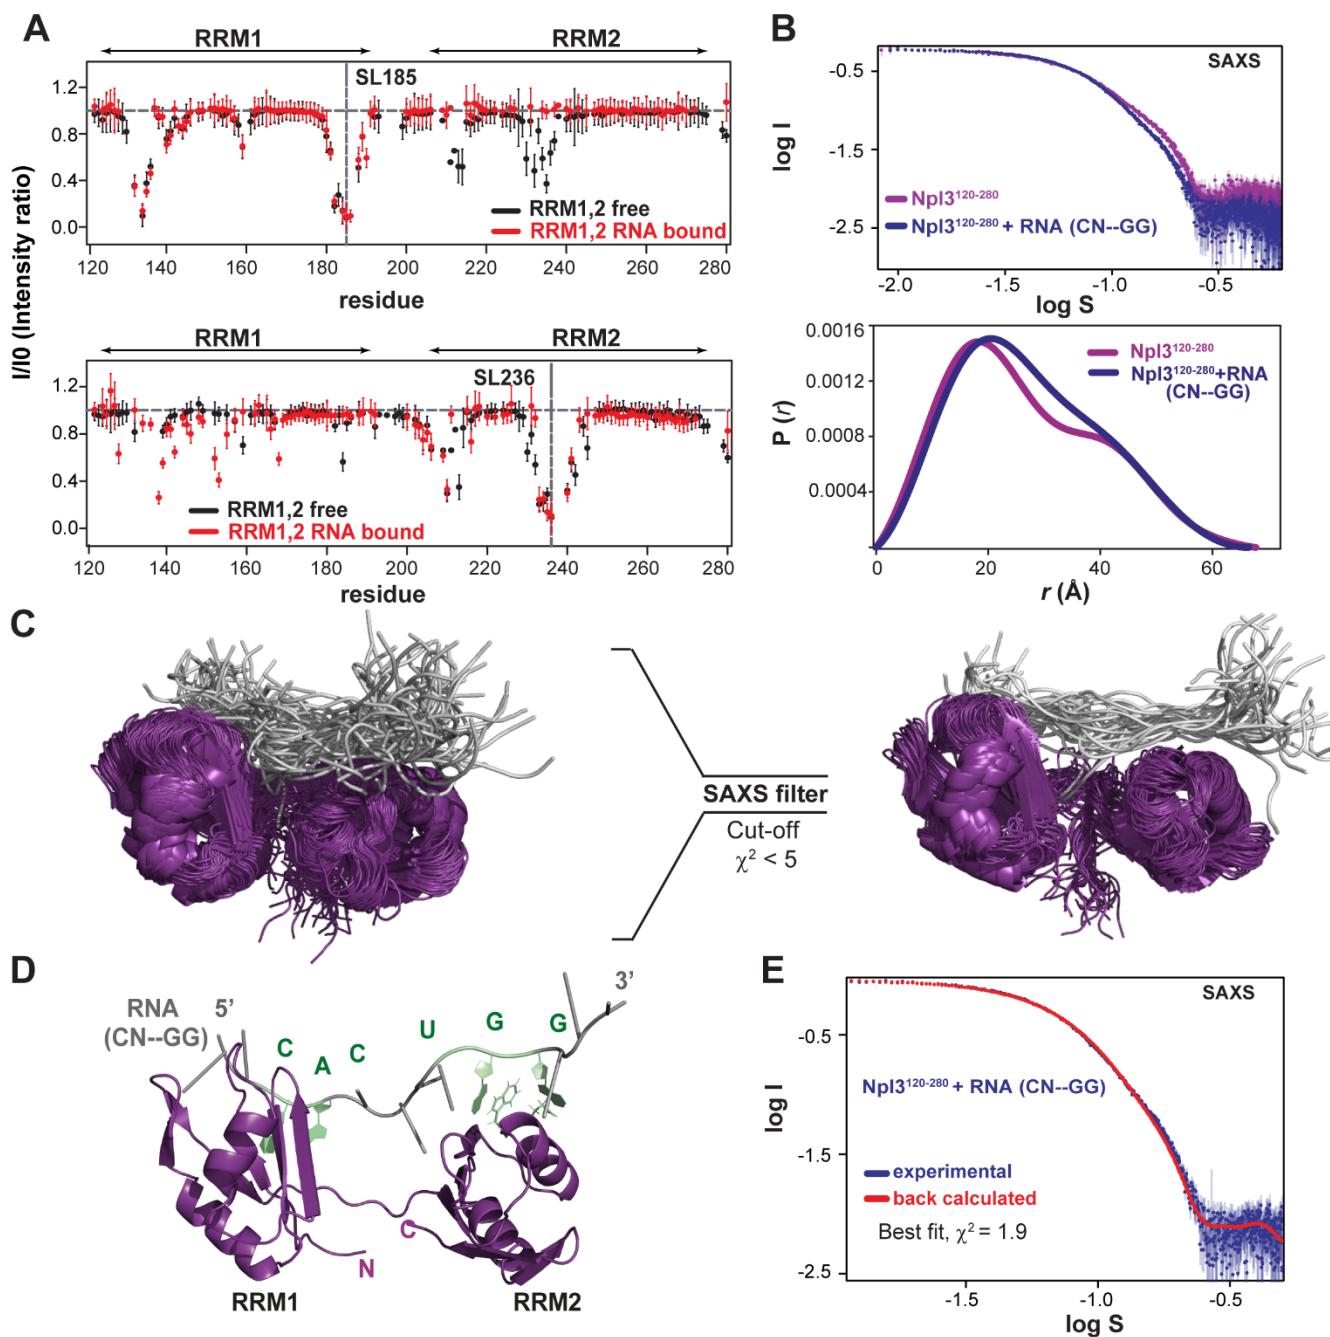 A
RRM1
RRM2
SL185
1.2
0.8
0.4
0.0
RRM1,2 free
RRM1,2 RNA bound
120 140 160 180 200 220 240 260 280
residue
I/I0 (Intensity ratio)
RRM1
RRM2
SL236
1.2
0.8
0.4
0.0
RRM1,2 free
RRM1,2 RNA bound
120 140 160 180 200 220 240 260 280
residue
B
SAXS
log I
-0.5
-1.5
-2.5
Npl3¹²⁰⁻²⁸⁰
Npl3¹²⁰⁻²⁸⁰ + RNA (CN--GG)
-2.0 -1.5 -1.0 -0.5
log S
0.0016
0.0012
0.0008
0.0004
P (r)
Npl3¹²⁰⁻²⁸⁰
Npl3¹²⁰⁻²⁸⁰+RNA
(CN--GG)
0 20 40 60
r (Å)
C
SAXS filter
Cut-off
χ² < 5
D
RNA
(CN--GG)
5’
3’
C A C U G G
N
C
RRM1
RRM2
E
SAXS
log I
-0.5
-1.5
-2.5
Npl3¹²⁰⁻²⁸⁰ + RNA (CN--GG)
experimental
back calculated
Best fit, χ² = 1.9
-1.5 -1.0 -0.5
log S